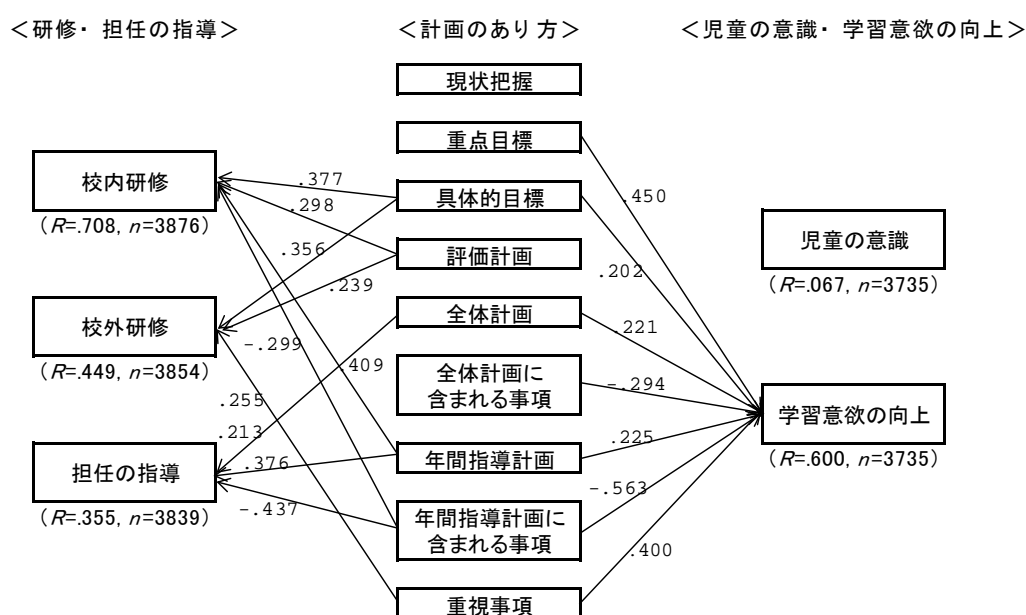 <研修・担任の指導>
<計画のあり方>
<児童の意識・学習意欲の向上>
現状把握
重点目標
校内研修
(R=.708, n=3876)
.377
.298
具体的目標
.450
児童の意識
(R=.067, n=3735)
.356
評価計画
.202
.239
校外研修
(R=.449, n=3854)
-.299
.409
全体計画
.221
全体計画に
含まれる事項
-.294
学習意欲の向上
(R=.600, n=3735)
.255
.213
担任の指導
(R=.355, n=3839)
.376
年間指導計画
.225
-.437
年間指導計画に
含まれる事項
-.563
.400
重視事項